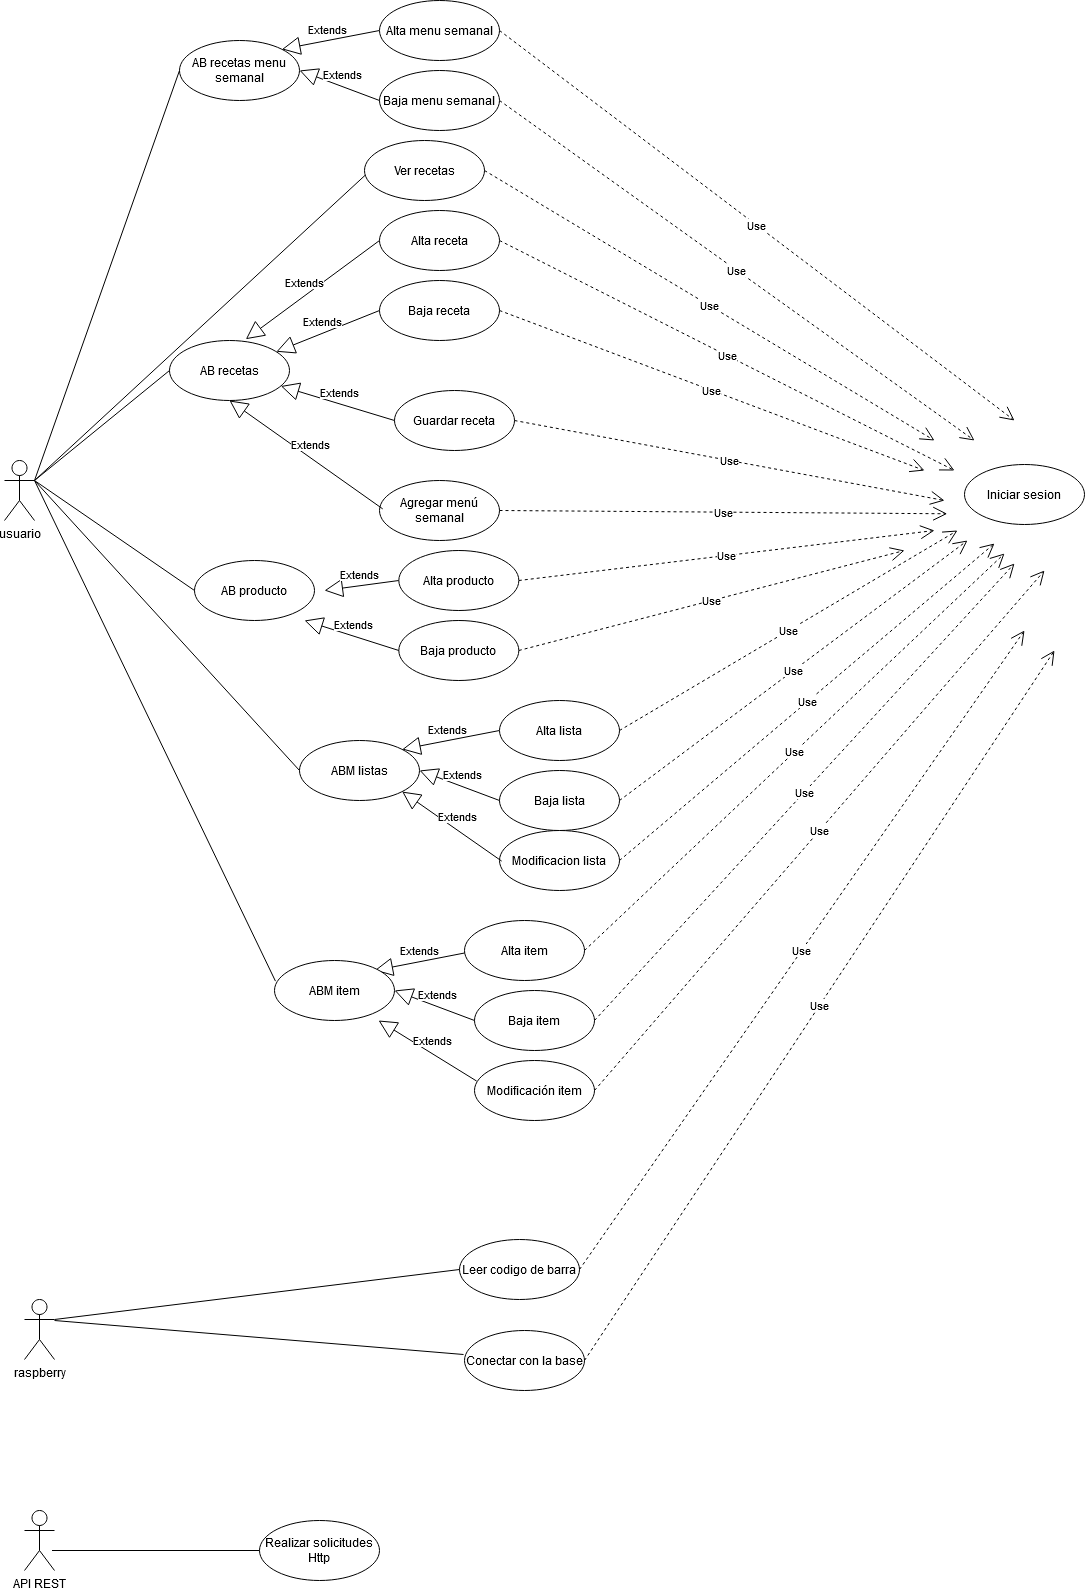 Alta menu semanal
Extends
AB recetas menu
semanal
Extends
Baja menu semanal
Ver recetas
Use
Alta receta
Use
Extends
Use
Baja receta
Extends
Use
AB recetas
Use
Extends
Guardar receta
Extends
Use
Iniciar sesion
Agregar menú
semanal
Use
usuario
Use
Extends
Alta producto
AB producto
Use
Extends
Baja producto
Use
Use
Use
Extends
Alta lista
Use
ABM listas
Extends
Use
Baja lista
Extends
Use
Modificacion lista
Extends
Alta item
Use
ABM item
Extends
Use
Baja item
Extends
Modificación item
Leer codigo de barra
raspberry
Conectar con la base
Realizar solicitudes
Http
API REST